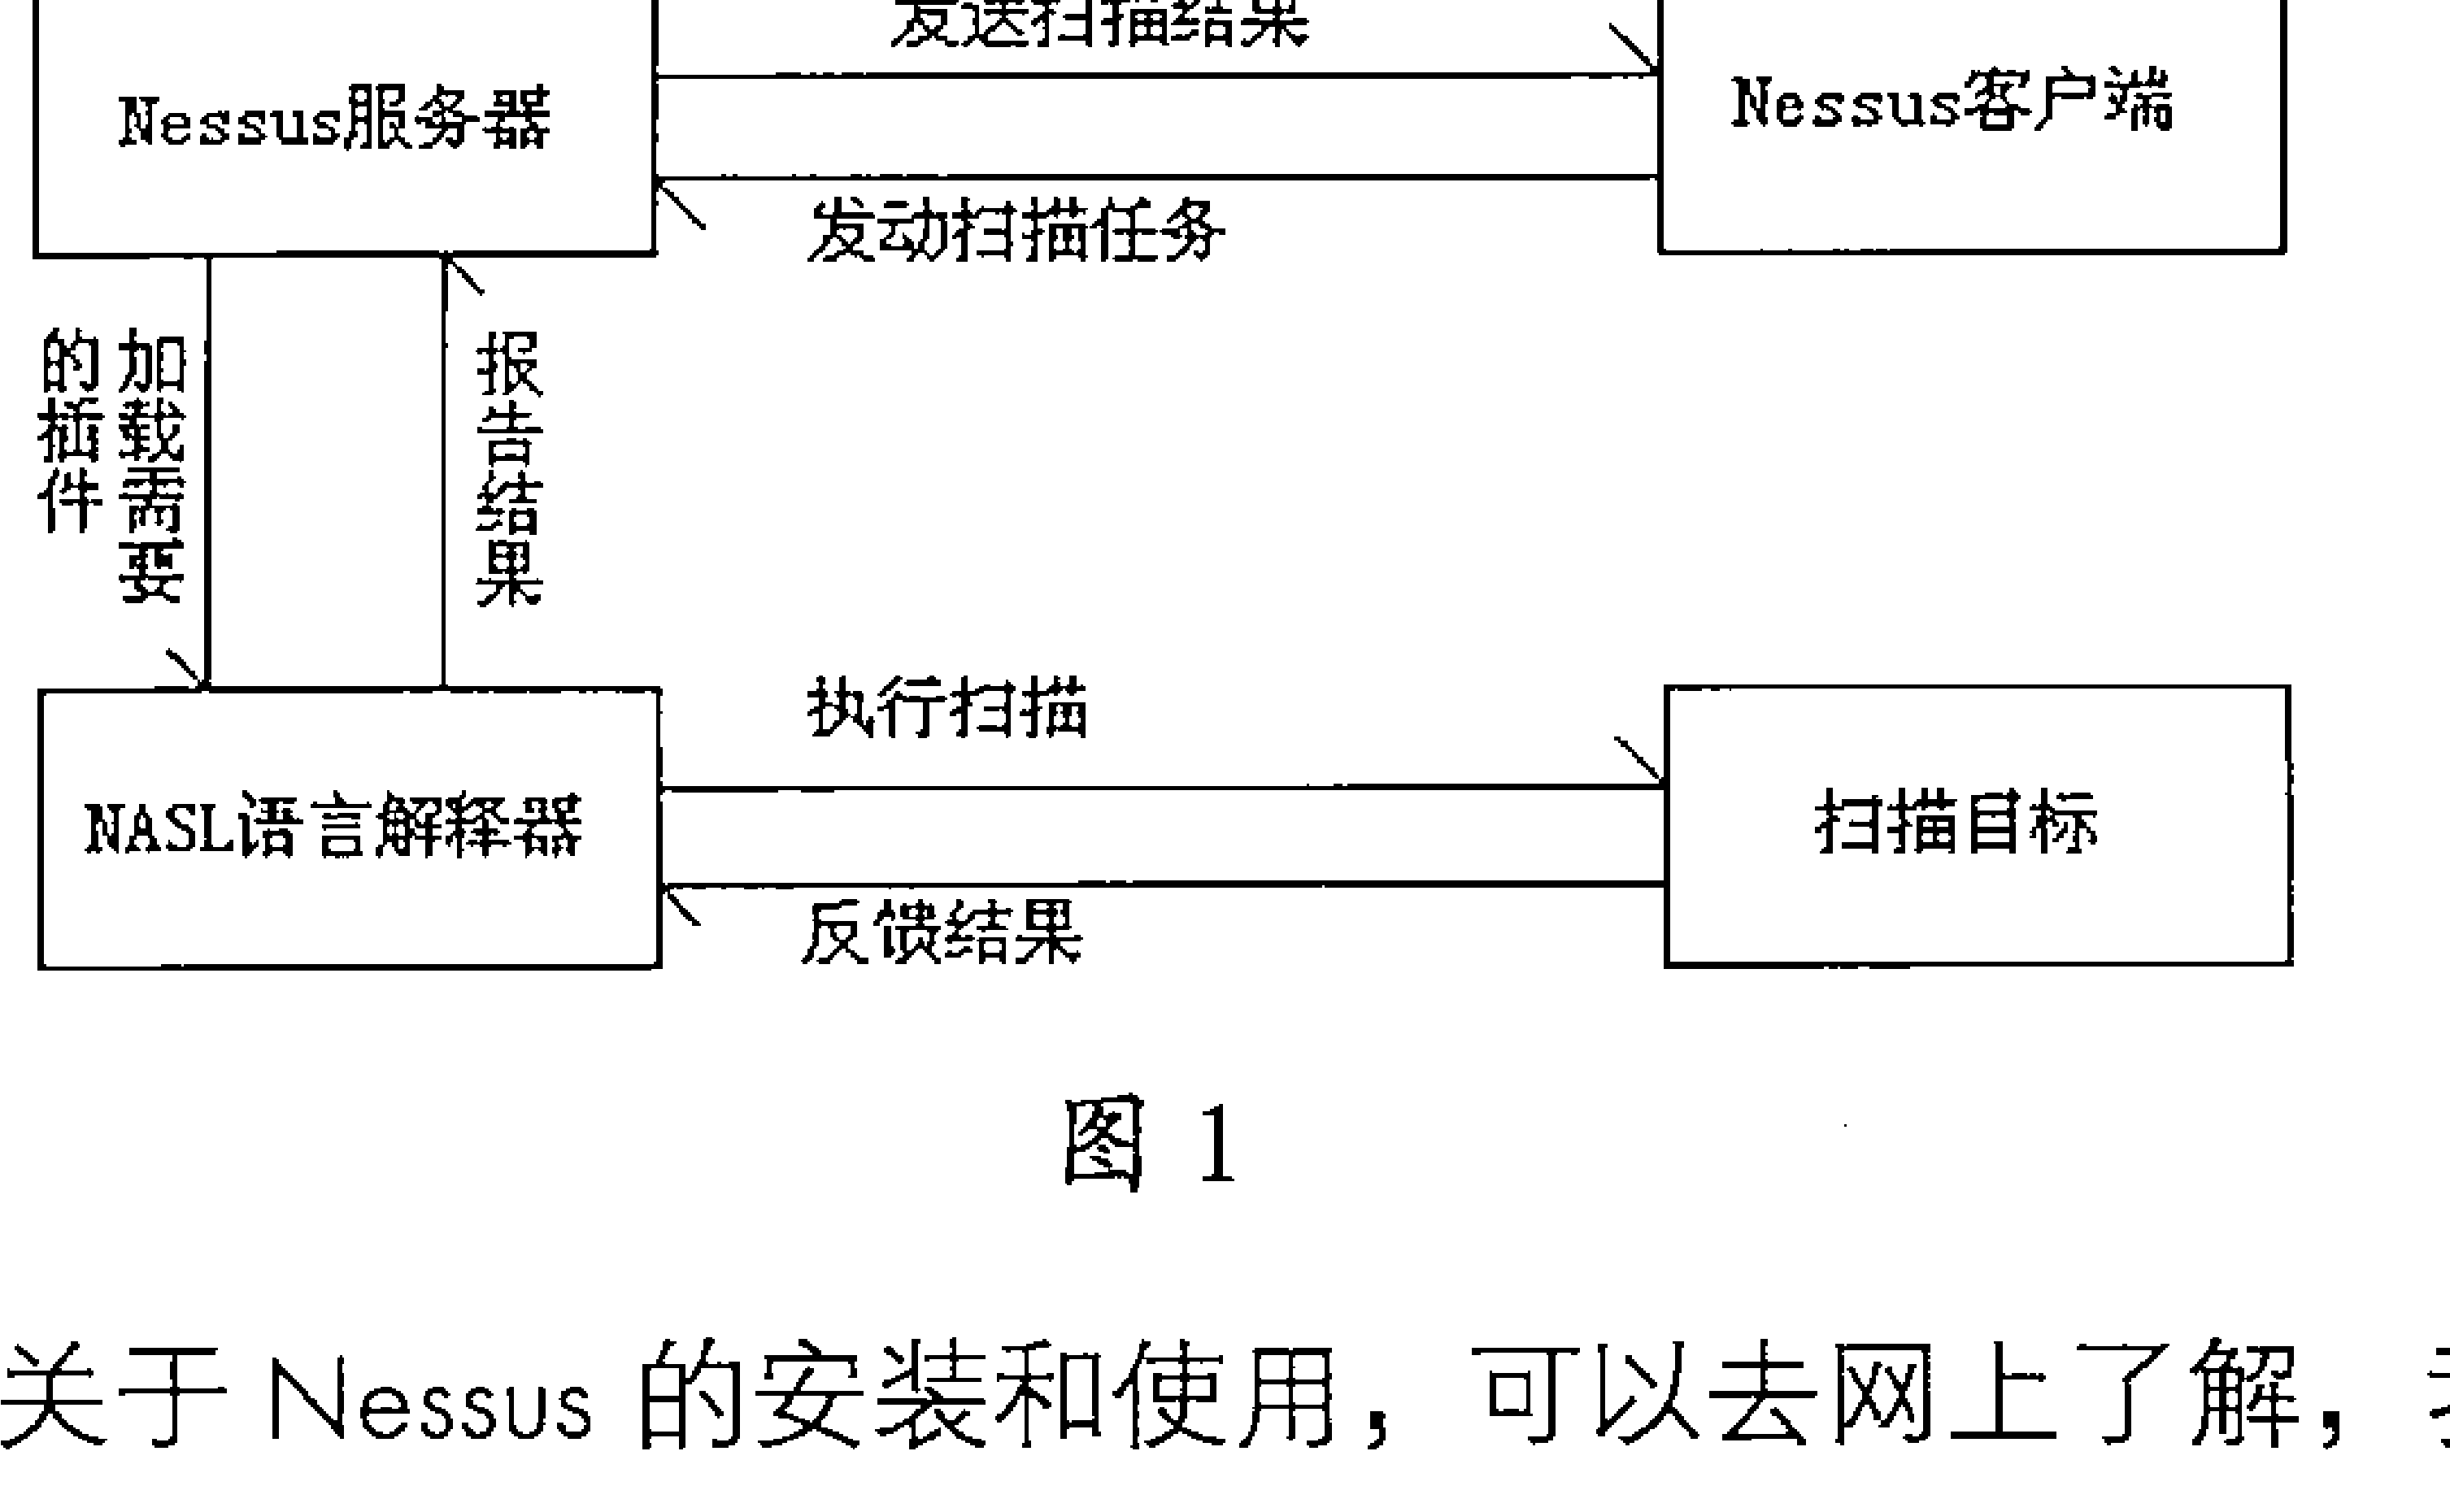 发送扫描结果
Nessus服务器
Nessus客户端
发动扫描任务
加载需要
的插件
报告结果
执行扫描
NASL语言解释器
扫描目标
反馈结果
图 1
关于 Nessus 的安装和使用，可以去网上了解，